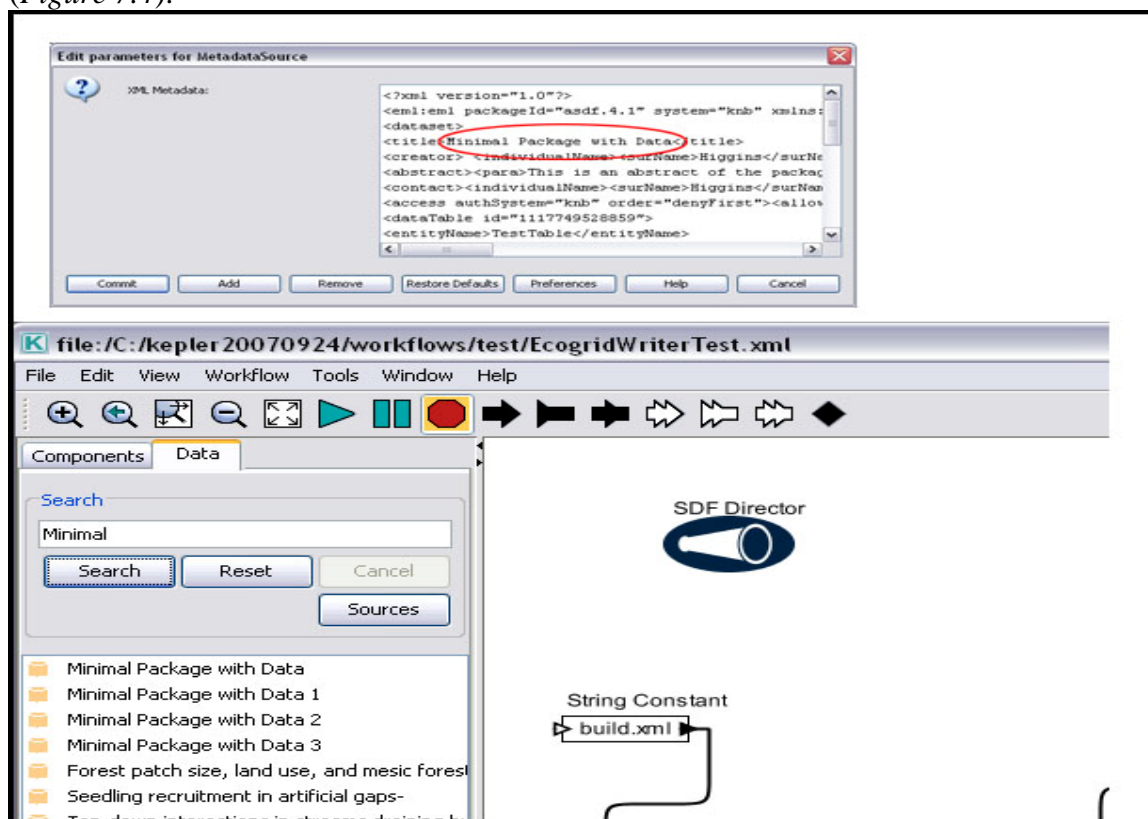 Edit parameters for MetadataSource
XML Metadata:
<?xml version="1.0"?>
<eml:eml packageId="asdf.4.1" system="knb" xmlns:
<dataset>
<title>Minimal Package with Data</title>
<creator> <individualName><surName>Higgins</surNa
<abstract><para>This is an abstract of the packag
<contact><individualName><surName>Higgins</surNam
<access authSystem="knb" order="denyFirst"><allow
<dataTable id="1117749528859">
<entityName>TestTable</entityName>
Commit Add Remove Restore Defaults Preferences Help Cancel
file:/C:/kepler20070924/workflows/test/EcogridWriterTest.xml
File Edit View Workflow Tools Window Help
Components Data
Search
Minimal
Search Reset Cancel
Sources
Minimal Package with Data
Minimal Package with Data 1
Minimal Package with Data 2
Minimal Package with Data 3
Forest patch size, land use, and mesic forest
Seedling recruitment in artificial gaps-
SDF Director
String Constant
build.xml